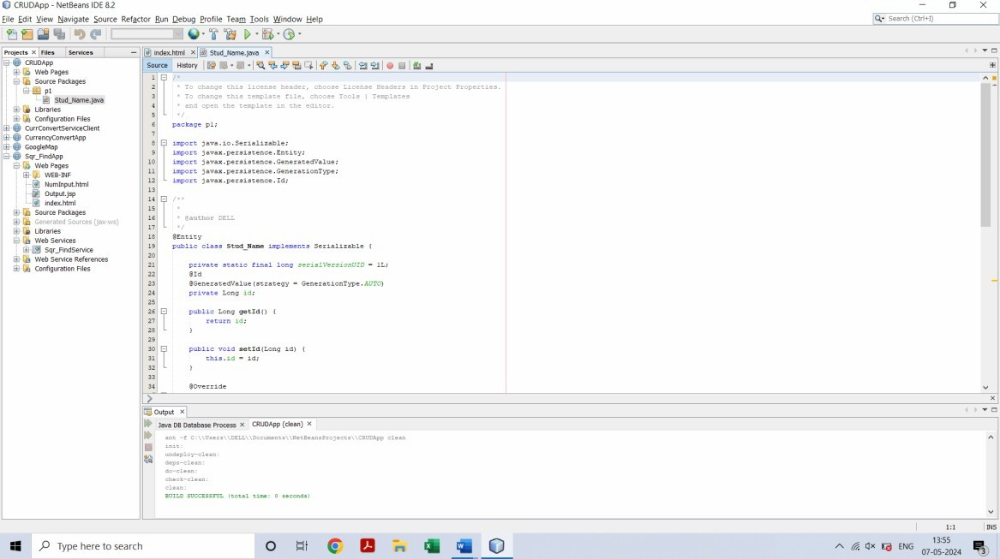 CRUDApp - NetBeans IDE 8.2
File Edit View Navigate Source Refactor Run Debug Profile Team Tools Window Help
Search (Ctrl+I)
Projects Files Services
index.html Stud_Name.java
CRUDApp
Web Pages
Source Packages
p1
Stud_Name.java
Libraries
Configuration Files
CurrConvertServiceClient
CurrencyConvertApp
GoogleMap
Sqr_FindApp
Web Pages
WEB-INF
NumInput.html
Output.jsp
index.html
Source Packages
Generated Sources (jax-ws)
Libraries
Web Services
Sqr_FindService
Web Service References
Configuration Files
Source History
1 /*
2 * To change this license header, choose License Headers in Project Properties.
3 * To change this template file, choose Tools | Templates
4 * and open the template in the editor.
5 */
6 package p1;
7
8 import java.io.Serializable;
9 import javax.persistence.Entity;
10 import javax.persistence.GeneratedValue;
11 import javax.persistence.GenerationType;
12 import javax.persistence.Id;
13
14 /**
15 *
16 * @author DELL
17 */
18 @Entity
19 public class Stud_Name implements Serializable {
20
21 private static final long serialVersionUID = 1L;
22 @Id
23 @GeneratedValue(strategy = GenerationType.AUTO)
24 private Long id;
25
26 public Long getId() {
27 return id;
28 }
29
30 public void setId(Long id) {
31 this.id = id;
32 }
33
34 @Override
Output
Java DB Database Process CRUDApp (clean)
ant -f C:\\Users\\DELL\\Documents\\NetBeansProjects\\CRUDApp clean
init:
undeploy-clean:
deps-clean:
do-clean:
check-clean:
clean:
BUILD SUCCESSFUL (total time: 0 seconds)
1:1 INS
Type here to search
ENG
13:55
07-05-2024
3